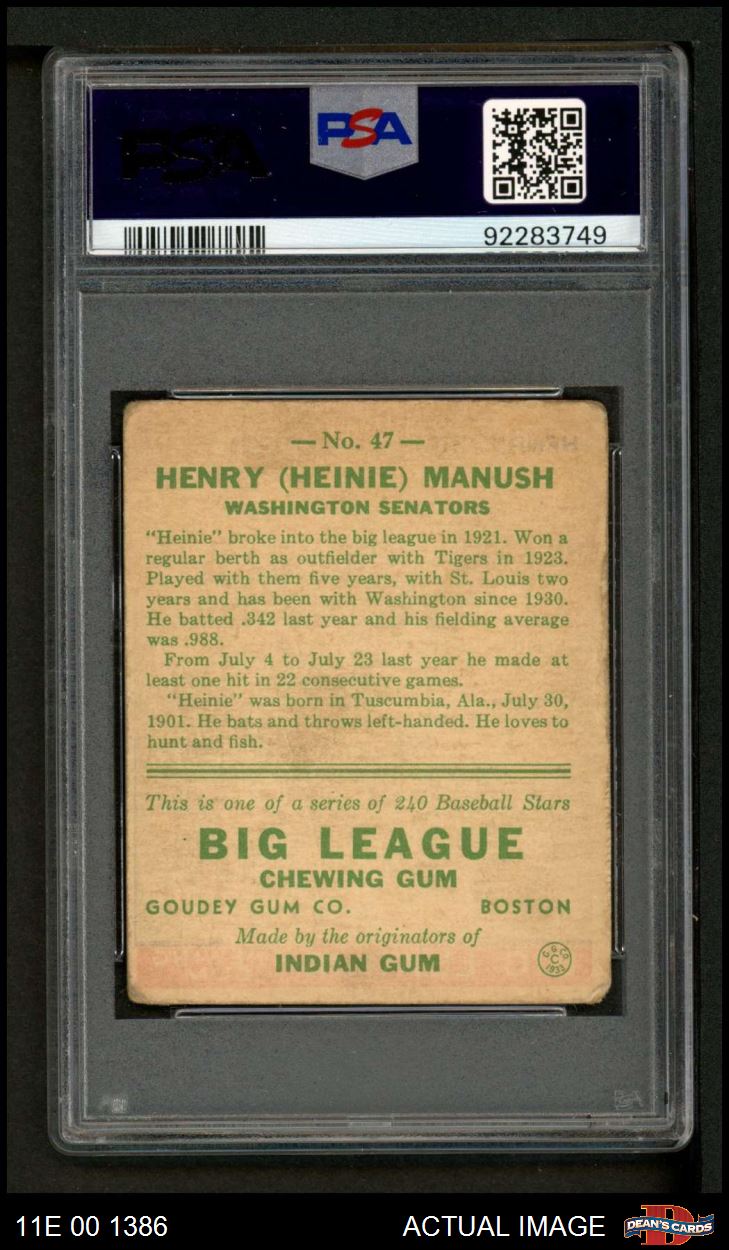 PSA
PSA
92283749
— No. 47 —
HENRY (HEINIE) MANUSH
WASHINGTON SENATORS
"Heinie" broke into the big league in 1921. Won a
regular berth as outfielder with Tigers in 1923.
Played with them five years, with St. Louis two
years and has been with Washington since 1930.
He batted .342 last year and his fielding average
was .988.
From July 4 to July 23 last year he made at
least one hit in 22 consecutive games.
"Heinie" was born in Tuscumbia, Ala., July 30,
1901. He bats and throws left-handed. He loves to
hunt and fish.
This is one of a series of 240 Baseball Stars
BIG LEAGUE
CHEWING GUM
GOUDEY GUM CO. BOSTON
Made by the originators of
INDIAN GUM
G. G. CO.
C
1933
11E 00 1386 ACTUAL IMAGE DEAN'S CARDS